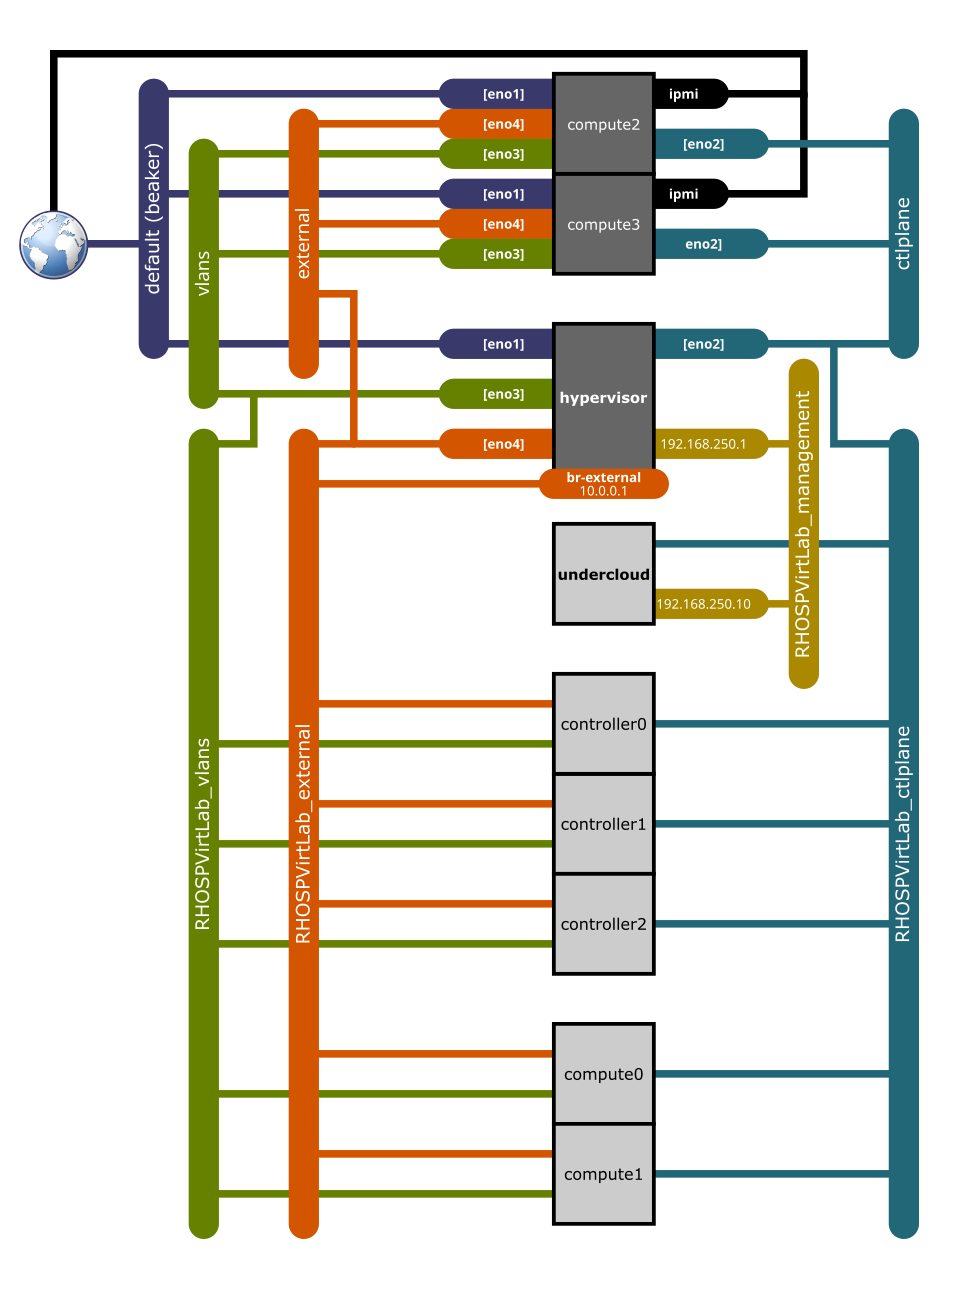 [eno1]
ipmi
[eno4]
compute2
[eno3]
[eno2]
[eno1]
ipmi
[eno4]
compute3
[eno3]
eno2]
default (beaker)
vlans
external
ctlplane
[eno1]
[eno2]
[eno3]
hypervisor
[eno4]
192.168.250.1
br-external
10.0.0.1
RHOSPVirtLab_management
undercloud
192.168.250.10
controller0
RHOSPVirtLab_vlans
RHOSPVirtLab_external
RHOSPVirtLab_ctlplane
controller1
controller2
compute0
compute1